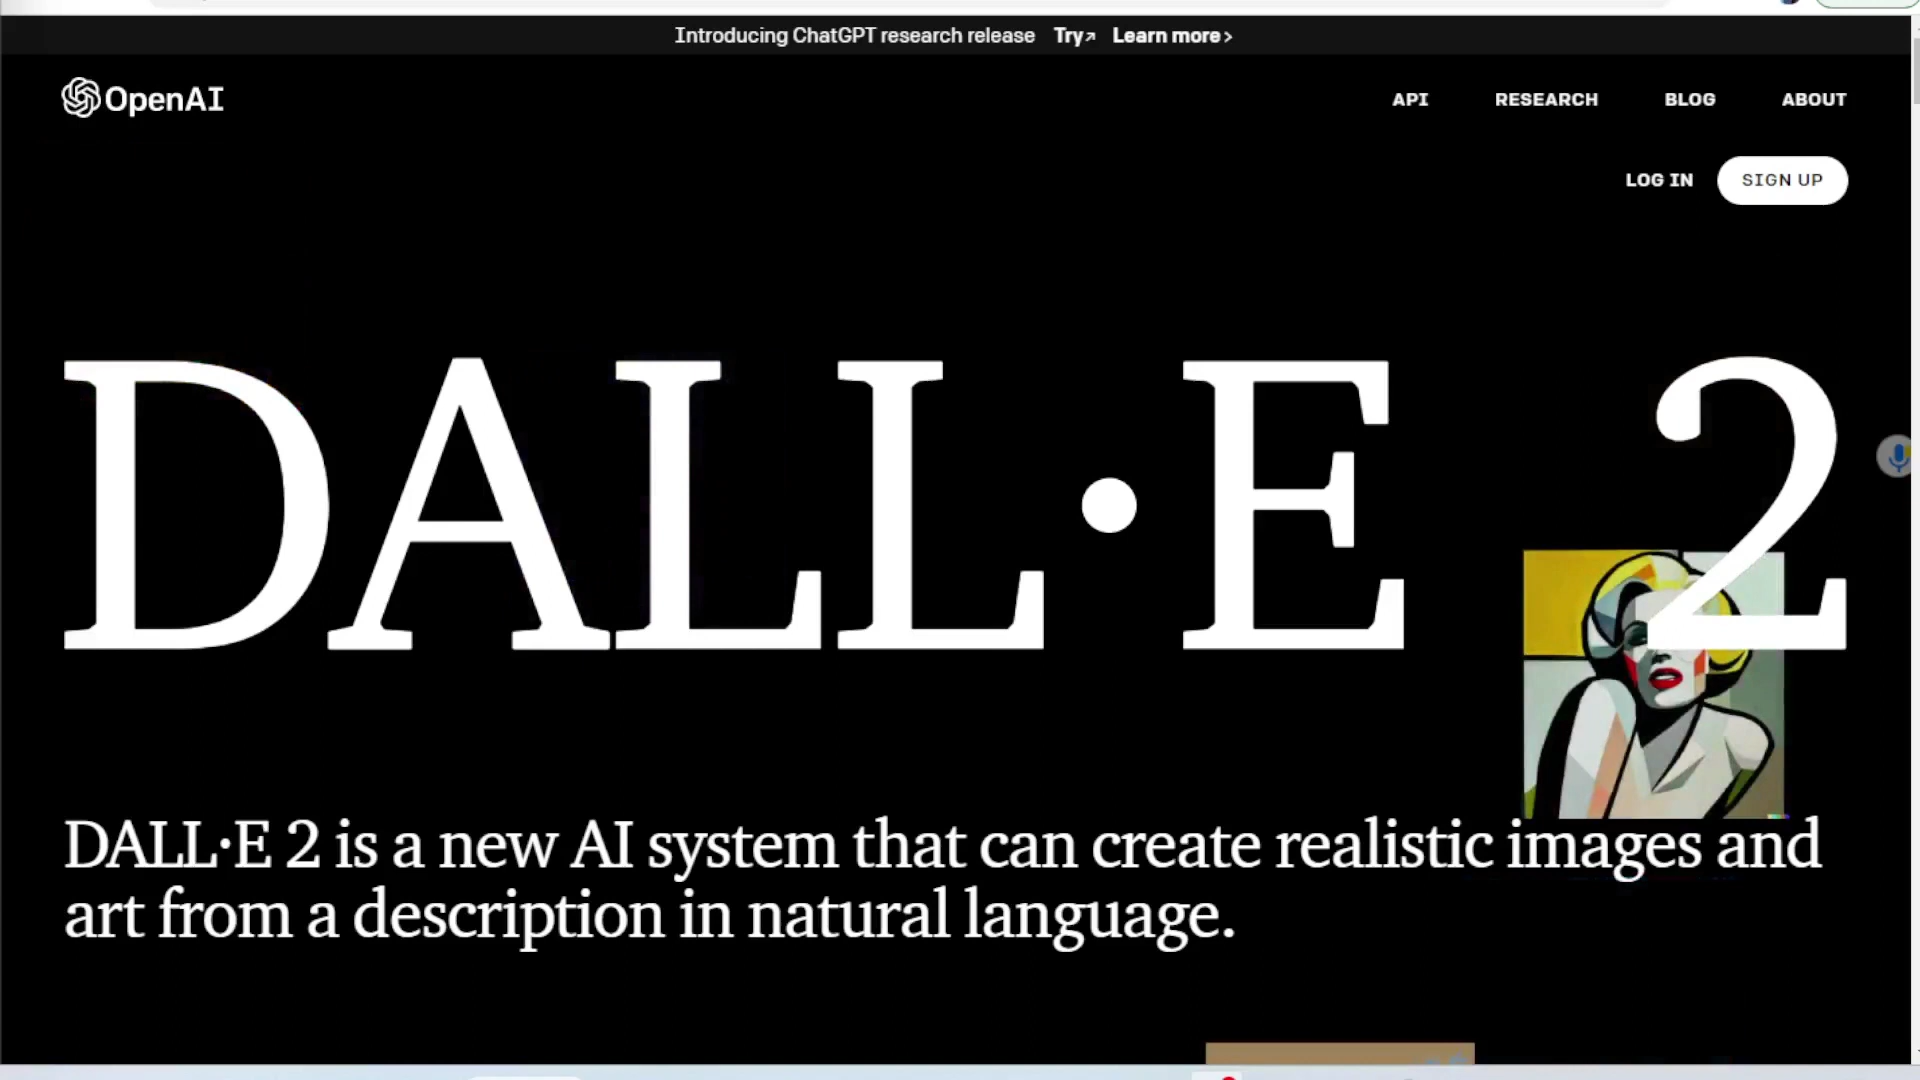 Introducing ChatGPT research release Try↗ Learn more >
OpenAI
API RESEARCH BLOG ABOUT
LOG IN SIGN UP
DALL·E 2
DALL·E 2 is a new AI system that can create realistic images and
art from a description in natural language.